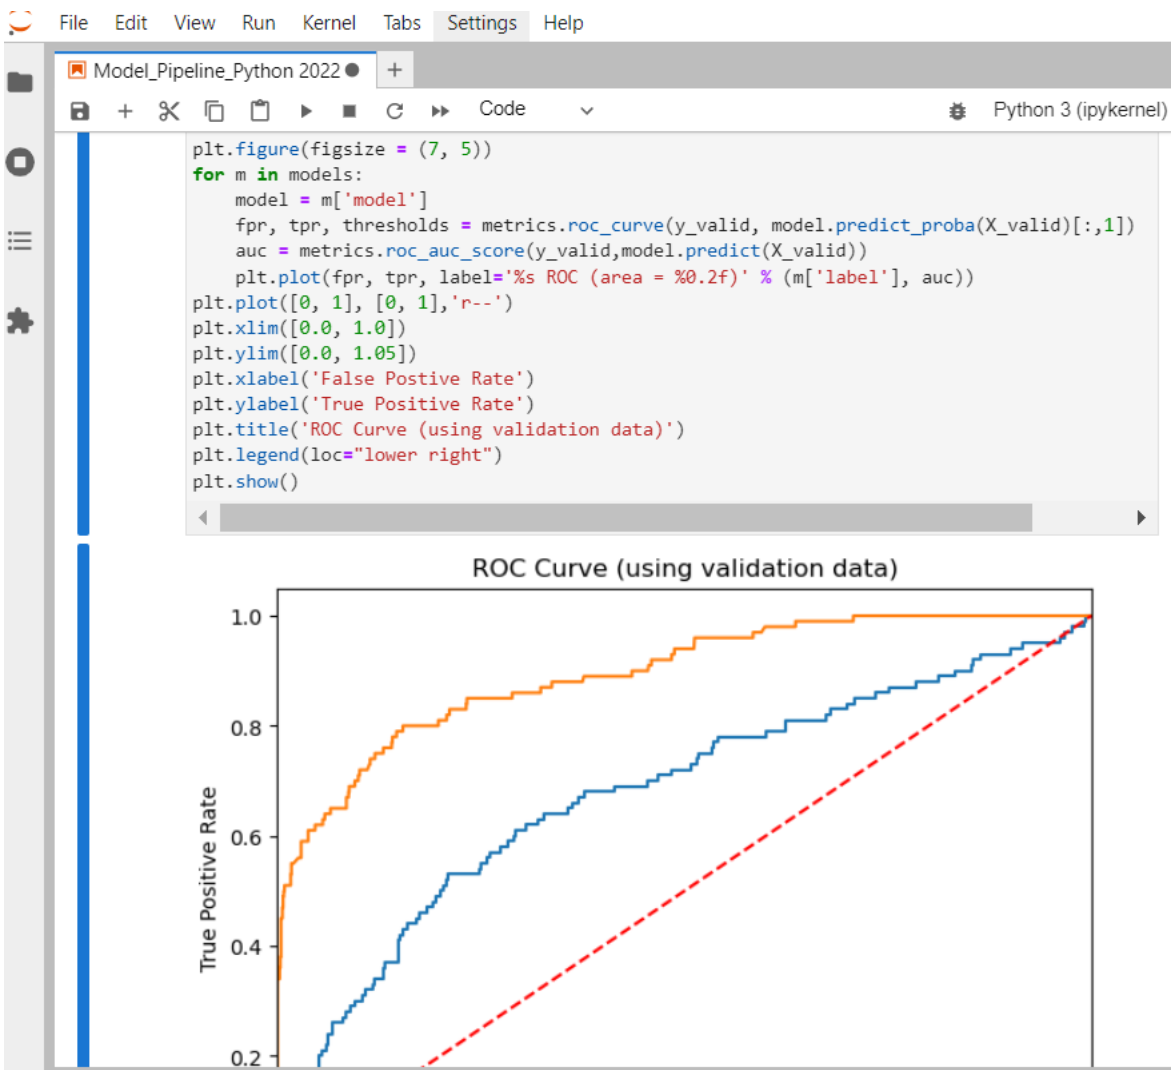 File Edit View Run Kernel Tabs Settings Help
Model_Pipeline_Python 2022
Code
Python 3 (ipykernel)
plt.figure(figsize = (7, 5))
for m in models:
    model = m['model']
    fpr, tpr, thresholds = metrics.roc_curve(y_valid, model.predict_proba(X_valid)[:,1])
    auc = metrics.roc_auc_score(y_valid,model.predict(X_valid))
    plt.plot(fpr, tpr, label='%s ROC (area = %0.2f)' % (m['label'], auc))
plt.plot([0, 1], [0, 1],'r--')
plt.xlim([0.0, 1.0])
plt.ylim([0.0, 1.05])
plt.xlabel('False Postive Rate')
plt.ylabel('True Positive Rate')
plt.title('ROC Curve (using validation data)')
plt.legend(loc="lower right")
plt.show()
ROC Curve (using validation data)
1.0
0.8
0.6
0.4
0.2
True Positive Rate